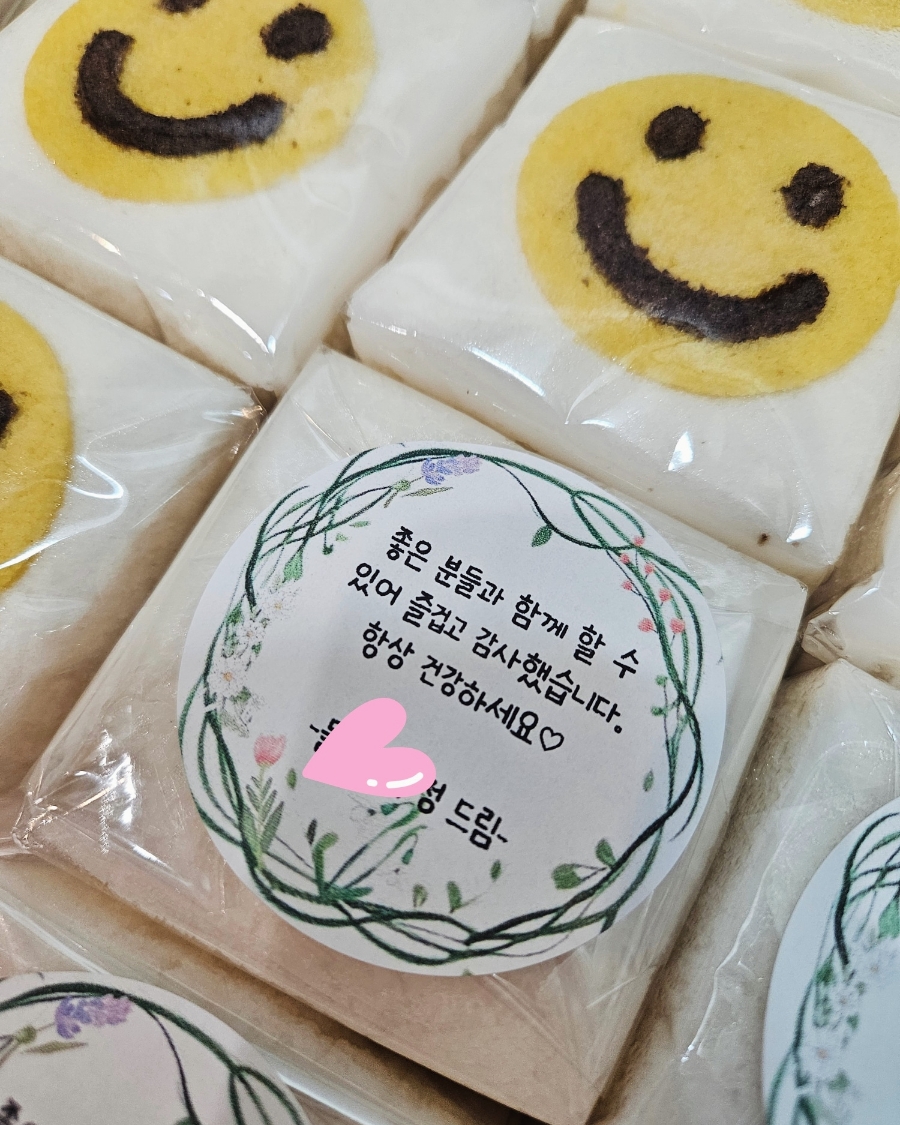 좋은 분들과 함께 할 수
있어 즐겁고 감사했습니다.
항상 건강하세요♡
드림-